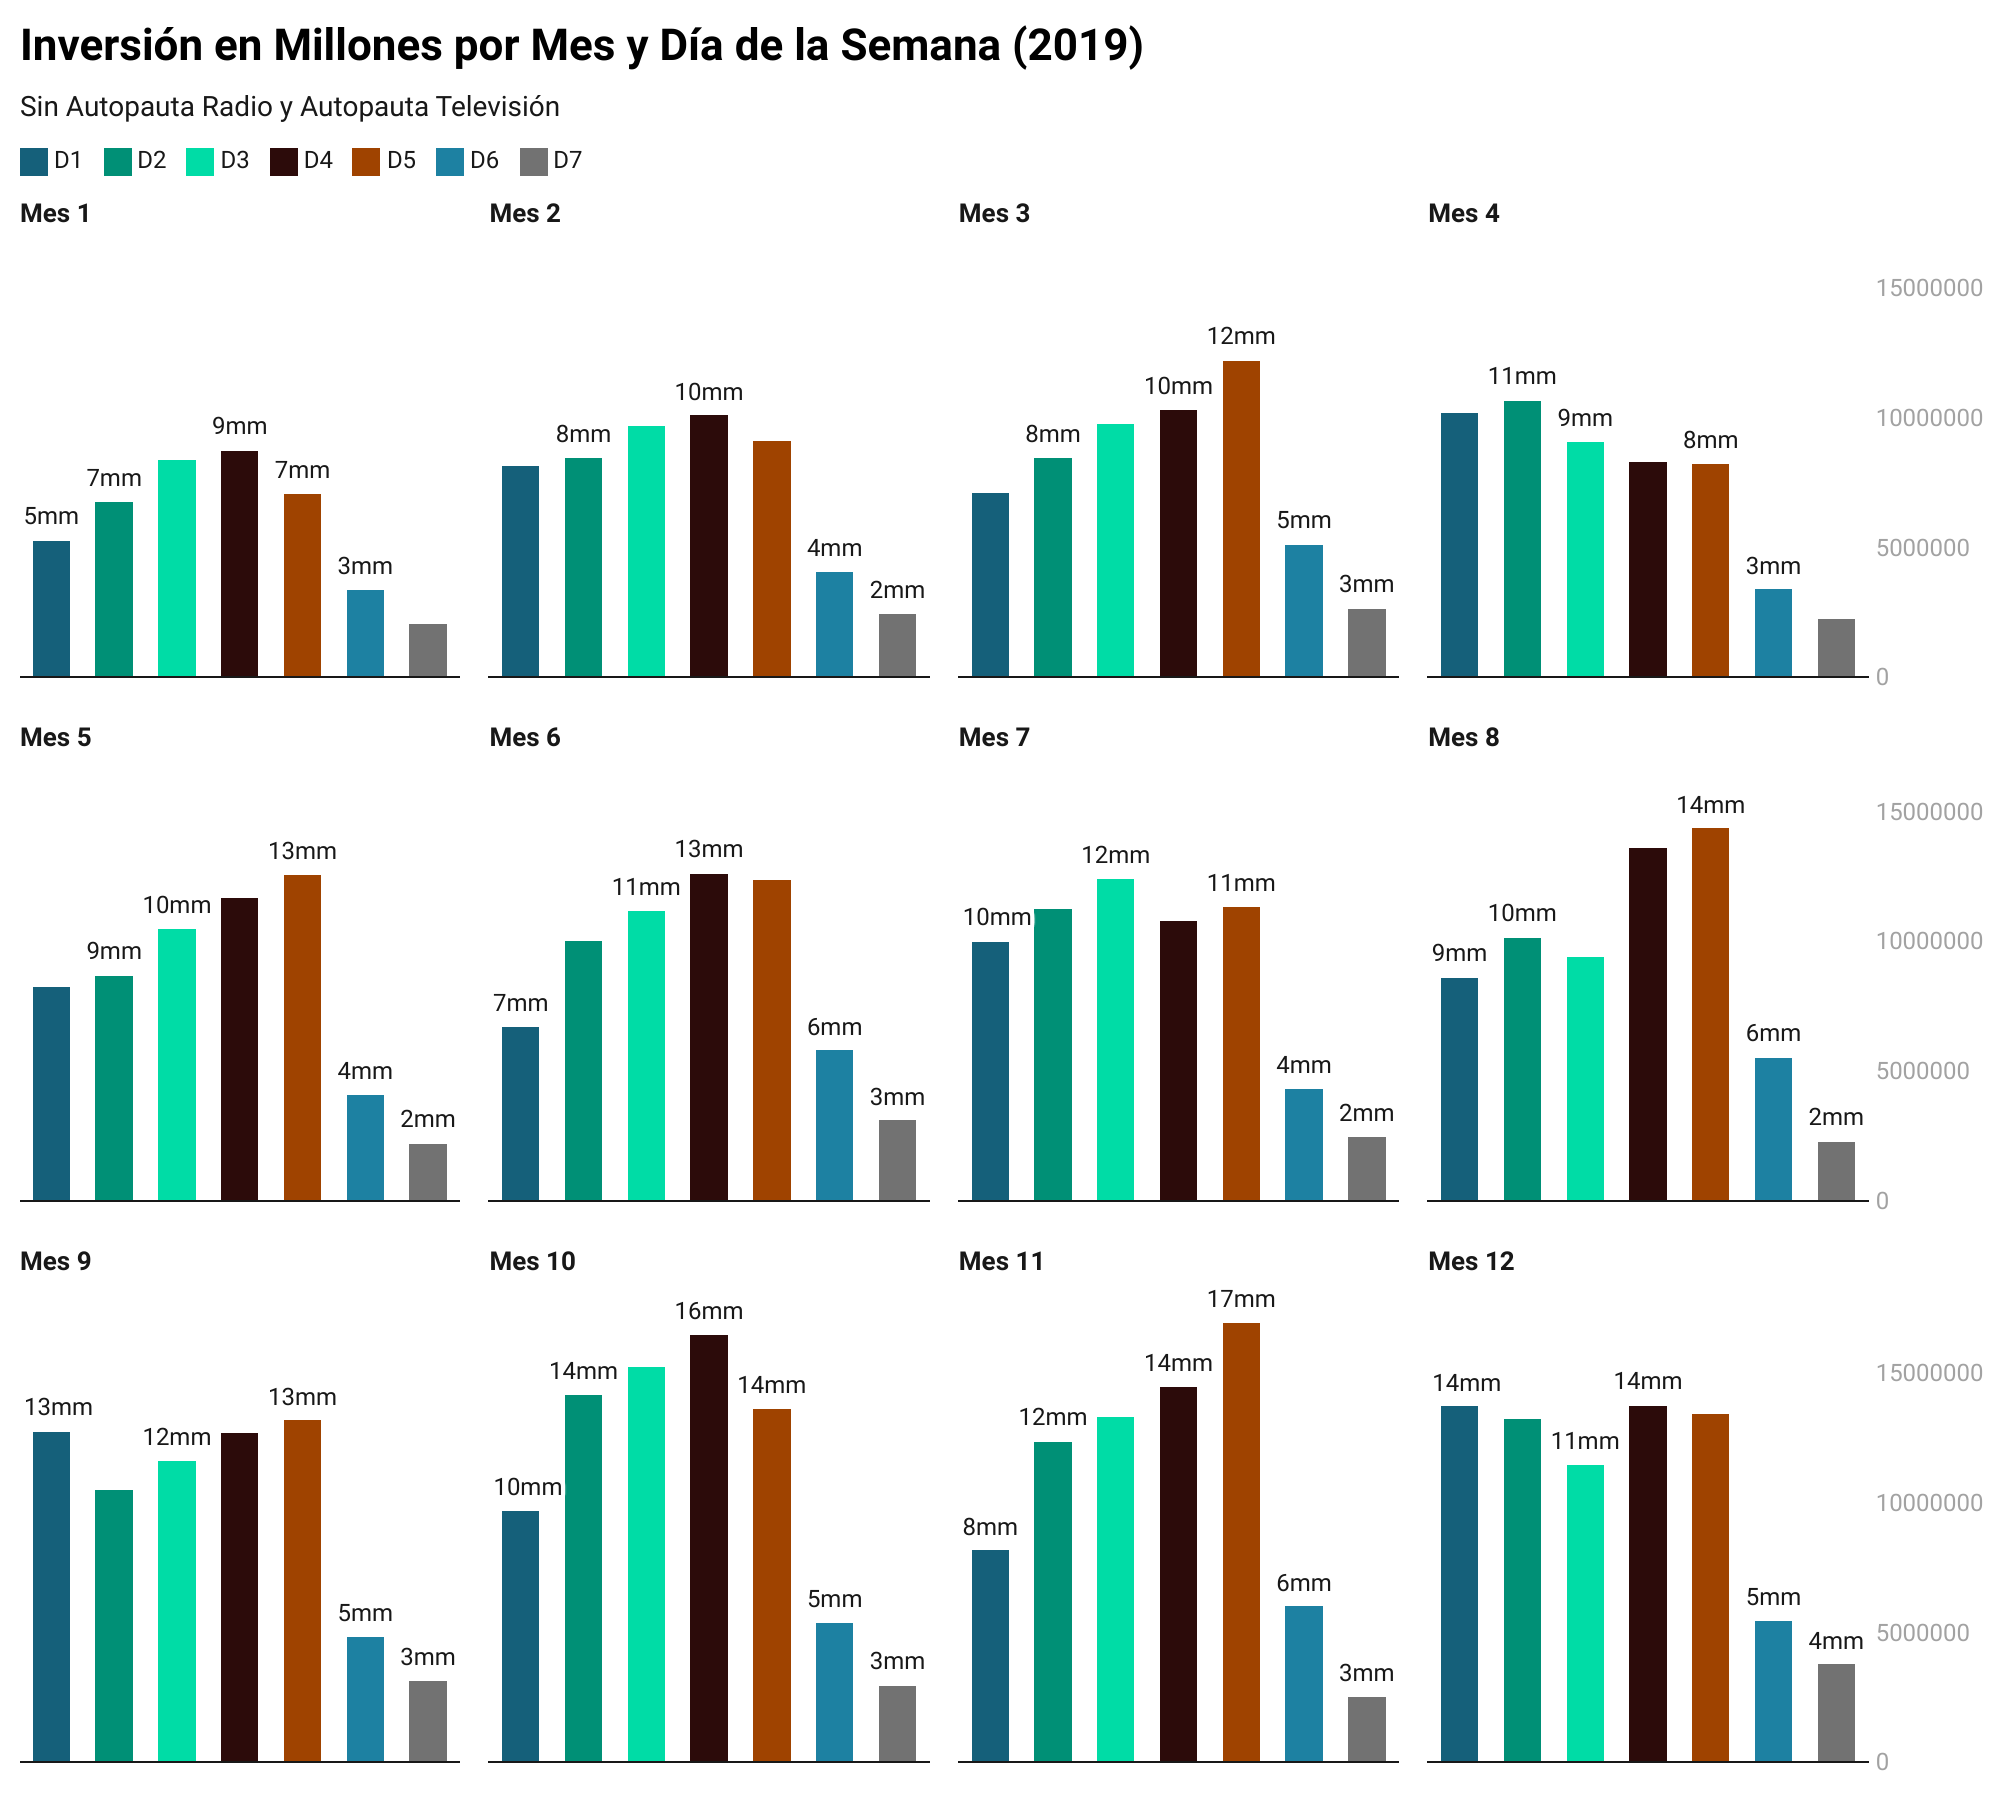 Inversión en Millones por Mes y Día de la Semana (2019)
Sin Autopauta Radio y Autopauta Televisión
D1 D2 D3 D4 D5 D6 D7
Mes 1
5mm 7mm 9mm 7mm 3mm
Mes 2
8mm 10mm 4mm 2mm
Mes 3
8mm 10mm 12mm 5mm 3mm
Mes 4
11mm 9mm 8mm 3mm
15000000
10000000
5000000
0
Mes 5
9mm 10mm 13mm 4mm 2mm
Mes 6
7mm 11mm 13mm 6mm 3mm
Mes 7
10mm 12mm 11mm 4mm 2mm
Mes 8
9mm 10mm 14mm 6mm 2mm
15000000
10000000
5000000
0
Mes 9
13mm 12mm 13mm 5mm 3mm
Mes 10
10mm 14mm 16mm 14mm 5mm 3mm
Mes 11
8mm 12mm 14mm 17mm 6mm 3mm
Mes 12
14mm 11mm 14mm 5mm 4mm
15000000
10000000
5000000
0